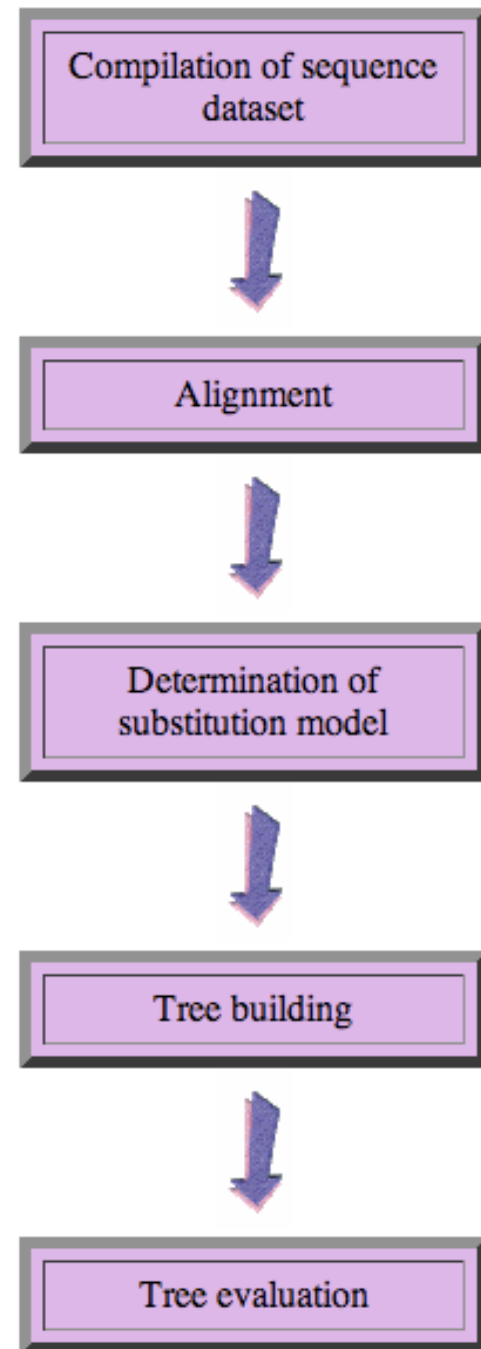 Compilation of sequence
dataset
Alignment
Determination of
substitution model
Tree building
Tree evaluation